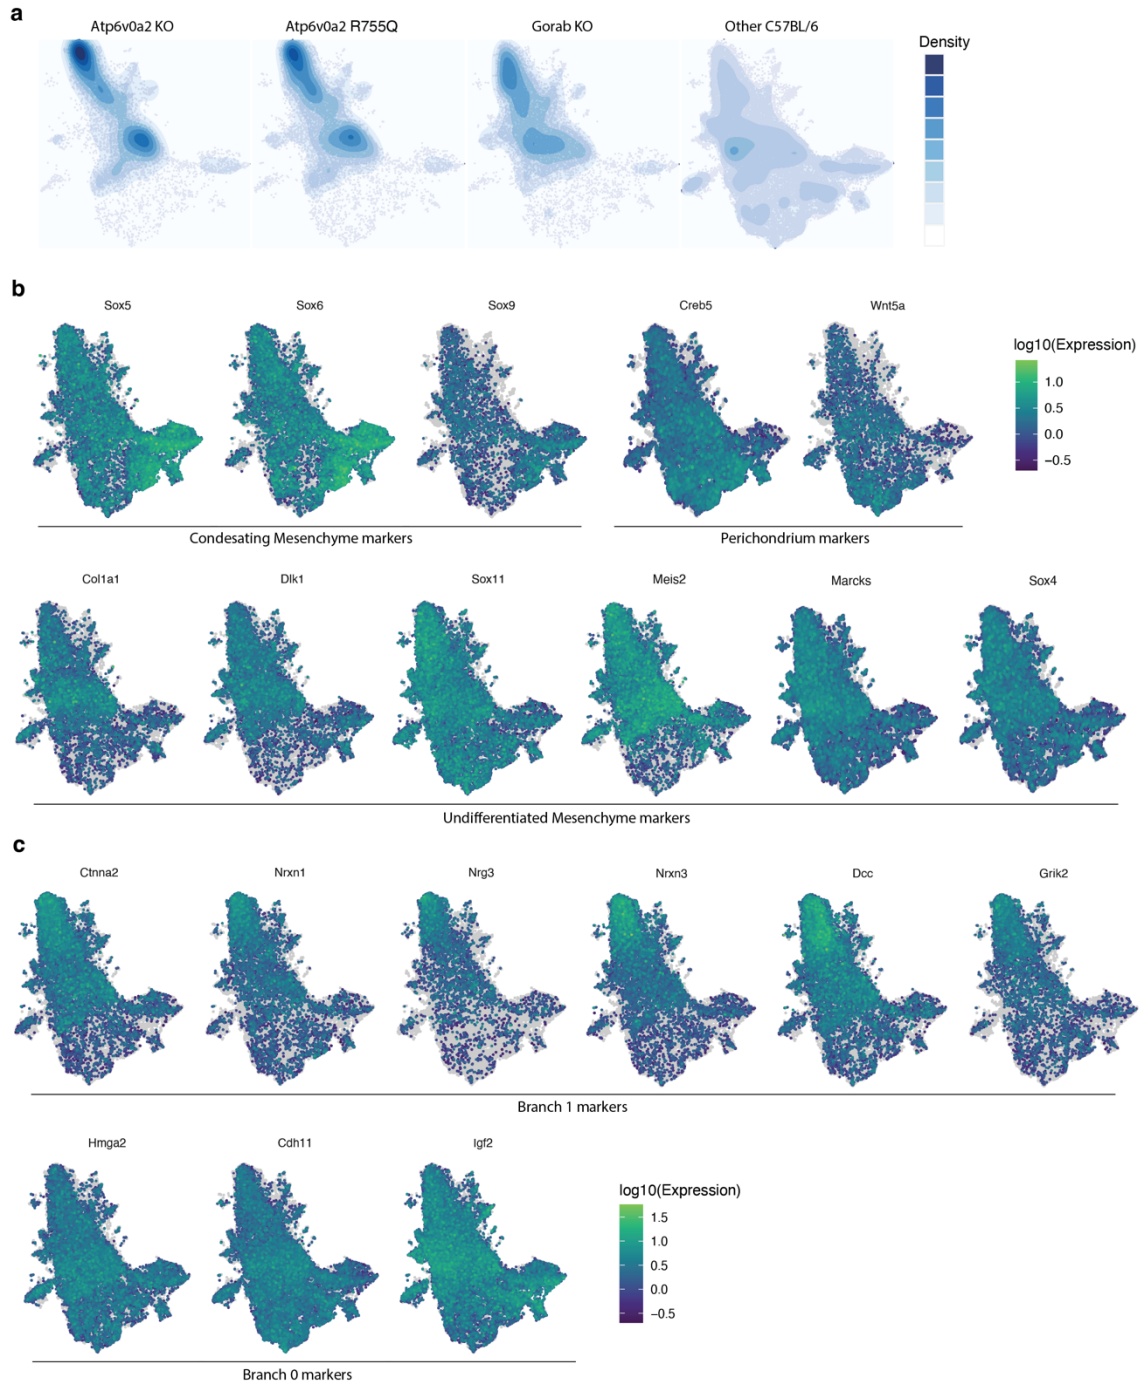 a
Atp6v0a2 KO
Atp6v0a2 R755Q
Gorab KO
Other C57BL/6
Density
b
Sox5
Sox6
Sox9
Creb5
Wnt5a
log10(Expression)
1.0
0.5
0.0
−0.5
Condesating Mesenchyme markers
Perichondrium markers
Col1a1
Dlk1
Sox11
Meis2
Marcks
Sox4
Undifferentiated Mesenchyme markers
c
Ctnna2
Nrxn1
Nrg3
Nrxn3
Dcc
Grik2
Branch 1 markers
Hmga2
Cdh11
Igf2
log10(Expression)
1.5
1.0
0.5
0.0
−0.5
Branch 0 markers